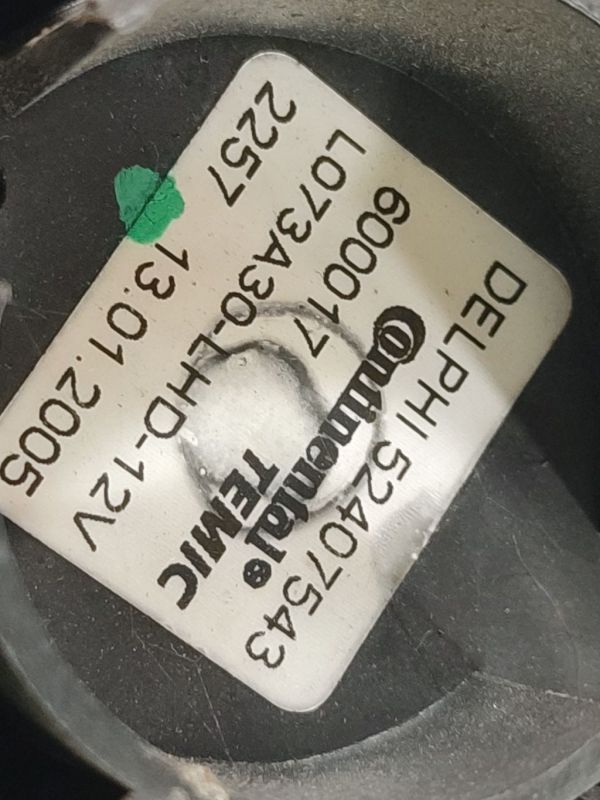 DELPHI 52407543
600017 Continental®
TEMIC
L073A30-LHD-12V
2257 13.01.2005